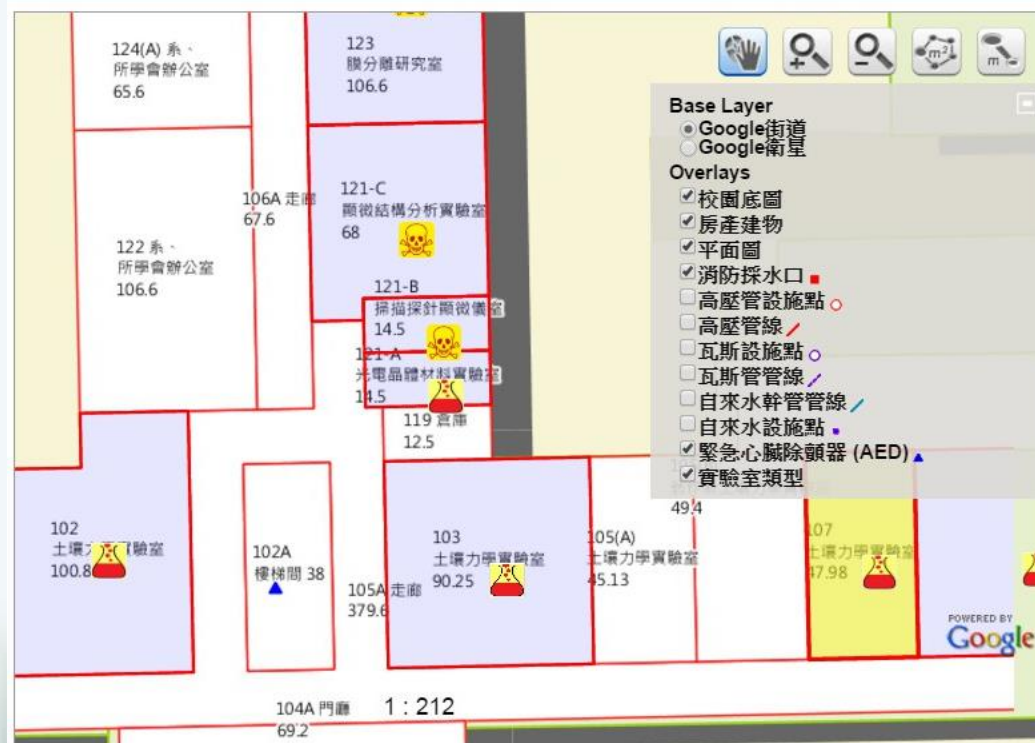 124(A) 系、
所學會辦公室
65.6
123
膜分離研究室
106.6
106A 走廊
67.6
121-C
顯微結構分析實驗室
68
122 系、
所學會辦公室
106.6
121-B
掃描探針顯微儀室
14.5
121-A
光電晶體材料實驗室
14.5
119 倉庫
12.5
102
土壤力學實驗室
100.8
102A
樓梯間 38
105A 走廊
379.6
103
土壤力學實驗室
90.25
105(A)
土壤力學實驗室
45.13
49.4
107
土壤力學實驗室
47.98
104A 門廳
69.2
1 : 212
m²
m
Base Layer
Google街道
Google衛星
Overlays
校園底圖
房產建物
平面圖
消防採水口
高壓管設施點
高壓管線
瓦斯設施點
瓦斯管管線
自來水幹管管線
自來水設施點
緊急心臟除顫器 (AED)
實驗室類型
POWERED BY
Google